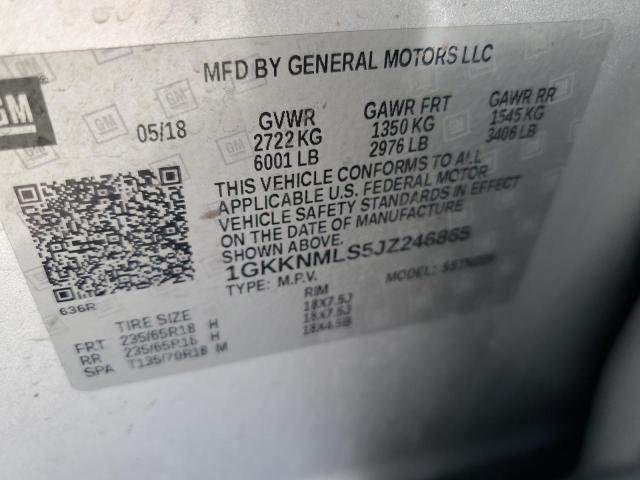 GM
MFD BY GENERAL MOTORS LLC
05/18
GVWR
2722 KG
6001 LB
GAWR FRT
1350 KG
2976 LB
GAWR RR
1545 KG
3406 LB
THIS VEHICLE CONFORMS TO ALL
APPLICABLE U.S. FEDERAL MOTOR
VEHICLE SAFETY STANDARDS IN EFFECT
ON THE DATE OF MANUFACTURE
SHOWN ABOVE.
1GKKNMLS5JZ246865
TYPE: M.P.V. MODEL:
636R
TIRE SIZE RIM
FRT 235/65R18 H 18X7.5J
RR 235/65R18 H 18X7.5J
SPA T135/70R18 M 18X4.5B